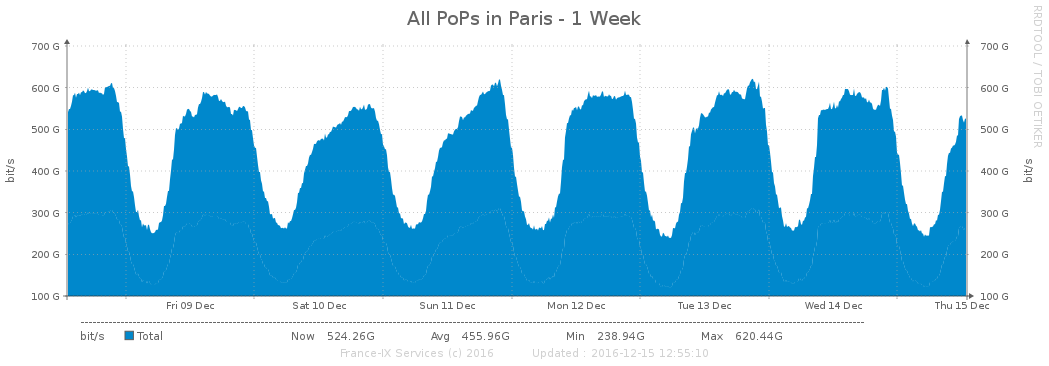 All PoPs in Paris - 1 Week
RRDTOOL / TOBI OETIKER
700 G 700 G
600 G 600 G
500 G 500 G
400 G 400 G
300 G 300 G
200 G 200 G
100 G 100 G
bit/s bit/s
Fri 09 Dec Sat 10 Dec Sun 11 Dec Mon 12 Dec Tue 13 Dec Wed 14 Dec Thu 15 Dec
bit/s Total Now 524.26G Avg 455.96G Min 238.94G Max 620.44G
France-IX Services (c) 2016 Updated : 2016-12-15 12:55:10